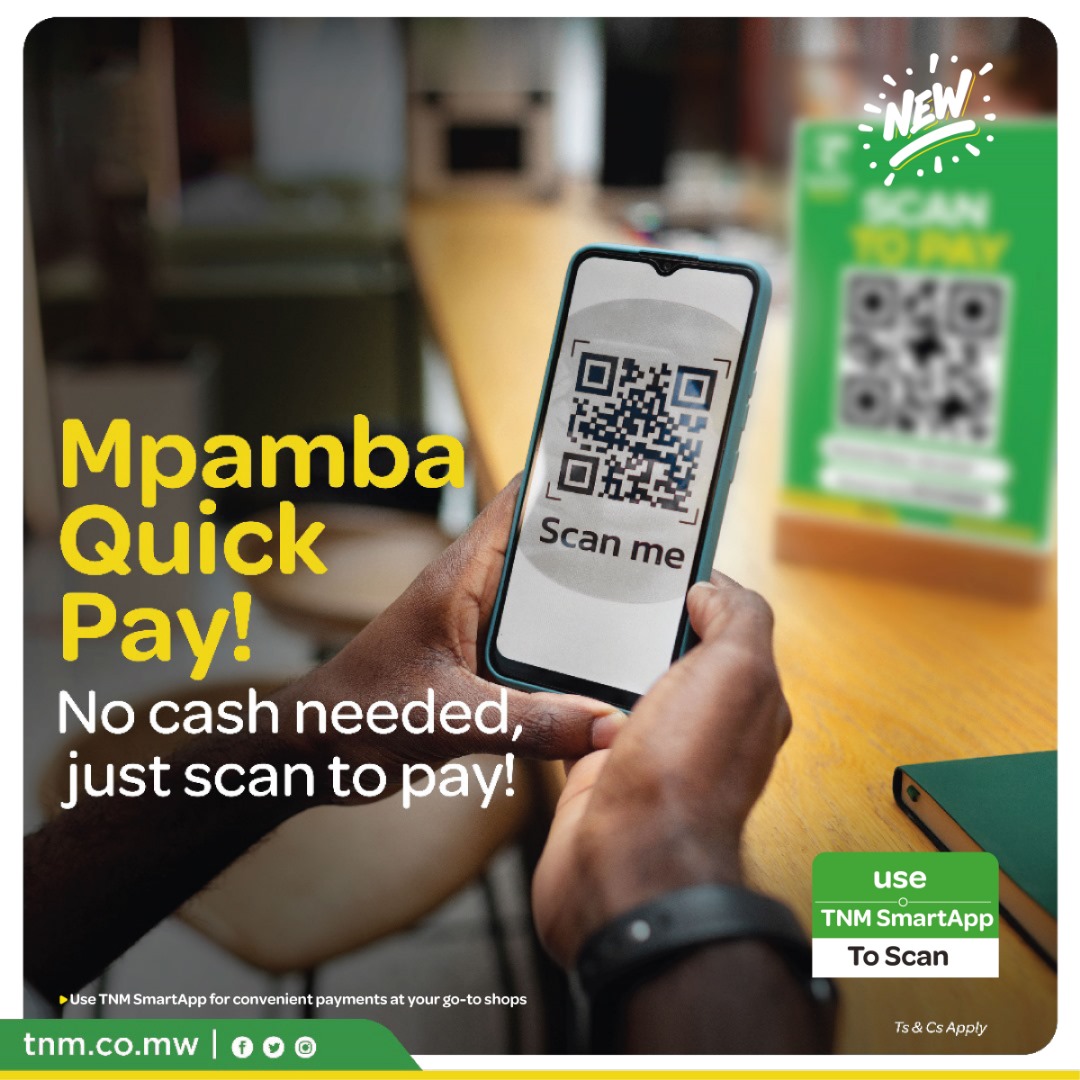 NEW
SCAN
TO PAY
Scan me
Mpamba
Quick
Pay!
No cash needed,
just scan to pay!
use
TNM SmartApp
To Scan
Use TNM SmartApp for convenient payments at your go-to shops
Ts & Cs Apply
tnm.co.mw